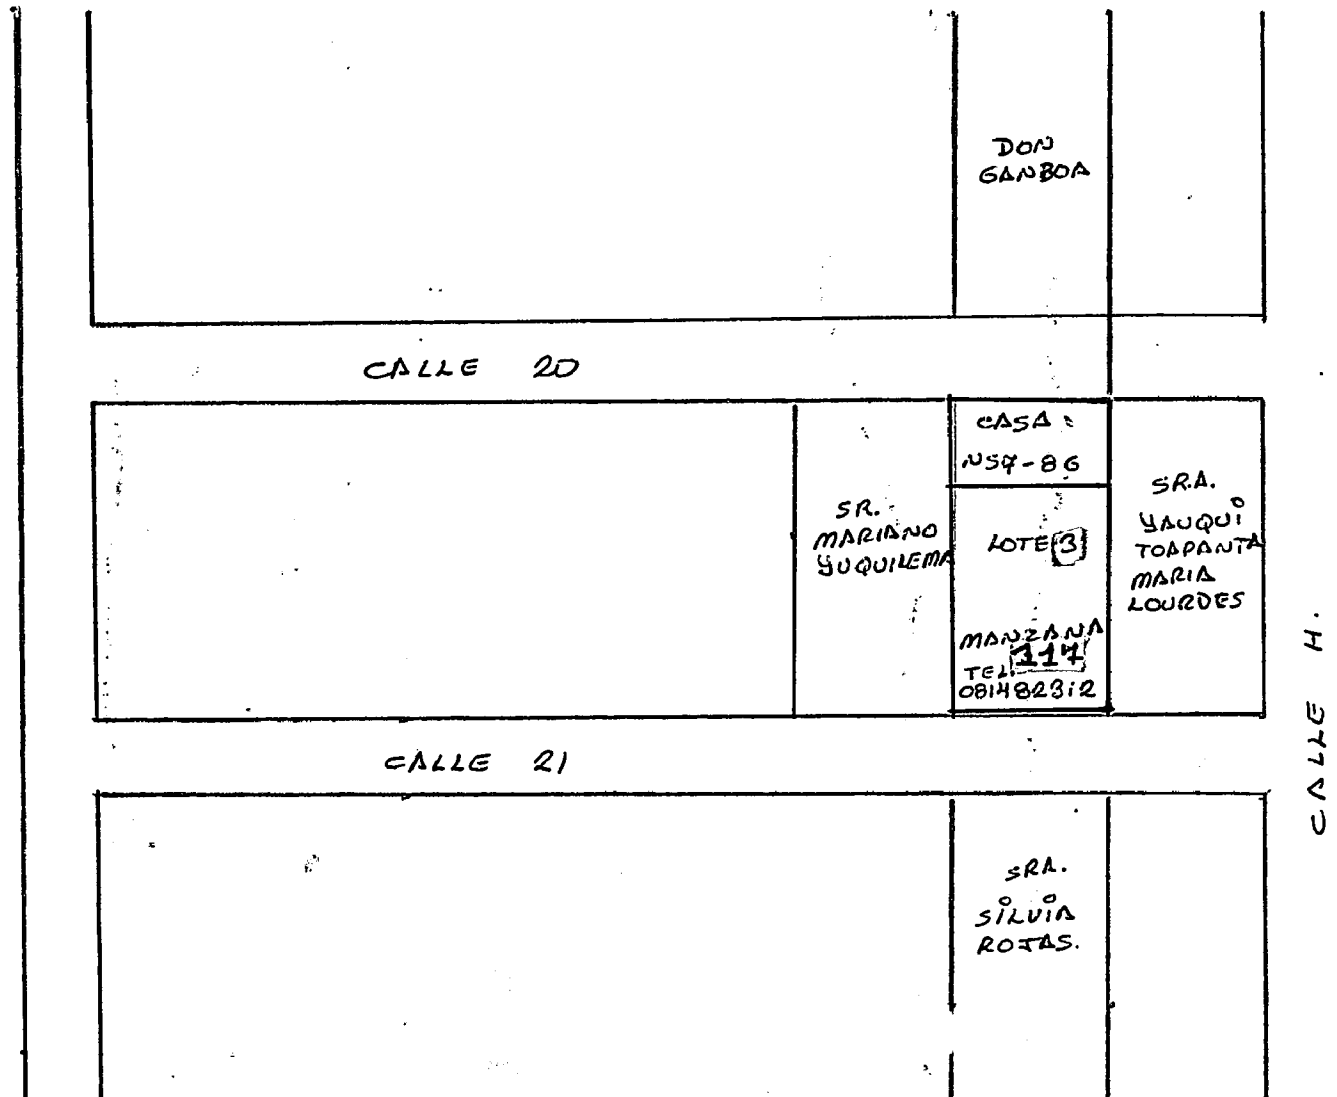 DON
GANBOA
CALLE 20
CASA:
NS7-86
SR.
MARIANO
YUQUILEMA
LOTE 3
MANZANA
117
TEL.
081482312
SRA.
YAUQUI
TOAPANTA
MARIA
LOURDES
CALLE H.
CALLE 21
SRA.
SILVIA
ROJAS.